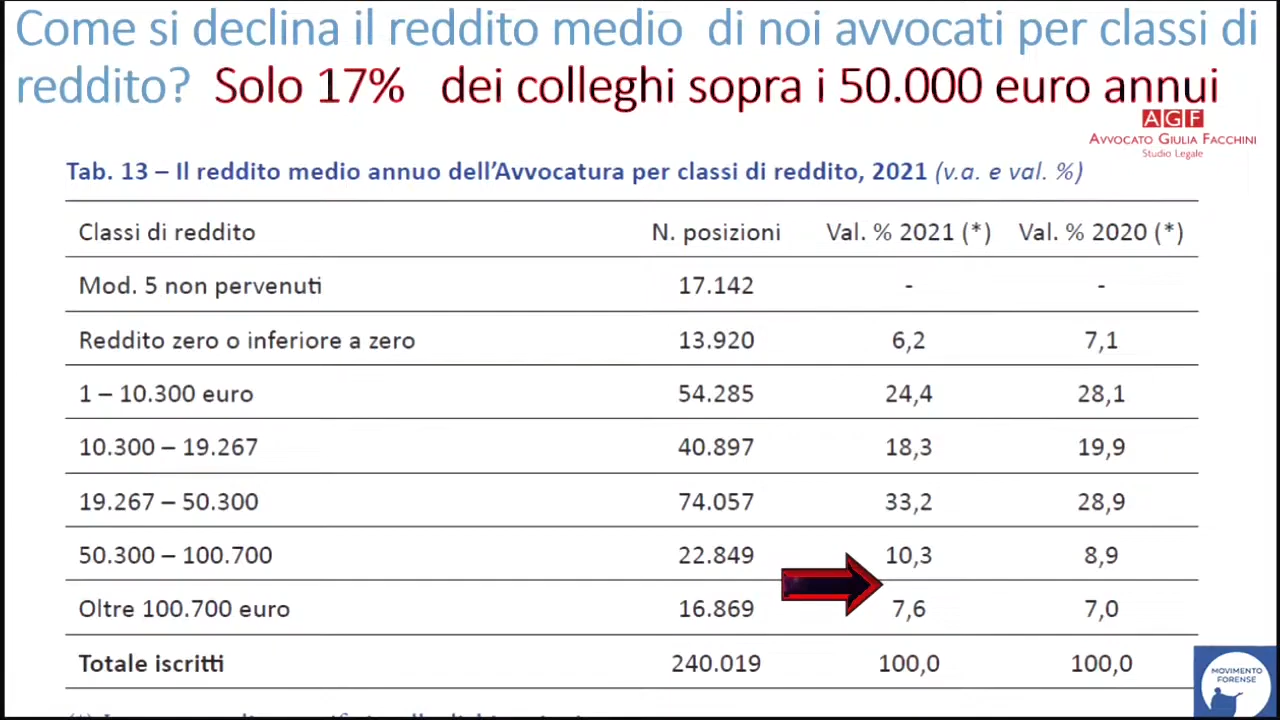 Come si declina il reddito medio di noi avvocati per classi di
reddito? Solo 17% dei colleghi sopra i 50.000 euro annui
AGF
AVVOCATO GIULIA FACCHINI
Studio Legale
Tab. 13 – Il reddito medio annuo dell'Avvocatura per classi di reddito, 2021 (v.a. e val. %)
Classi di reddito N. posizioni Val. % 2021 (*) Val. % 2020 (*)
Mod. 5 non pervenuti 17.142 - -
Reddito zero o inferiore a zero 13.920 6,2 7,1
1 – 10.300 euro 54.285 24,4 28,1
10.300 – 19.267 40.897 18,3 19,9
19.267 – 50.300 74.057 33,2 28,9
50.300 – 100.700 22.849 10,3 8,9
Oltre 100.700 euro 16.869 7,6 7,0
Totale iscritti 240.019 100,0 100,0
MOVIMENTO
FORENSE